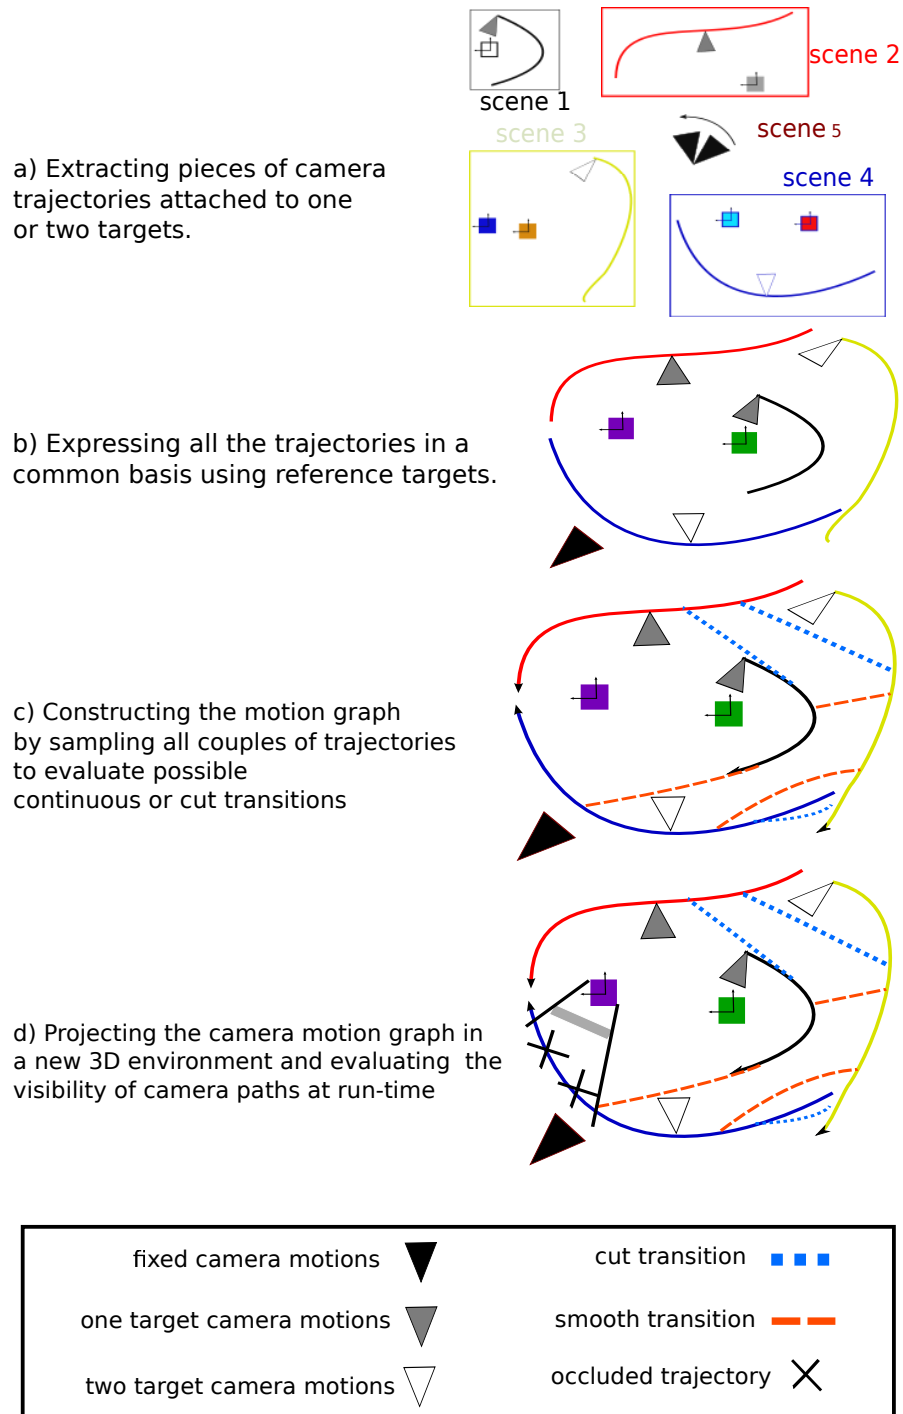 scene 1
scene 2
scene 3
scene 5
scene 4
a) Extracting pieces of camera
trajectories attached to one
or two targets.
b) Expressing all the trajectories in a
common basis using reference targets.
c) Constructing the motion graph
by sampling all couples of trajectories
to evaluate possible
continuous or cut transitions
d) Projecting the camera motion graph in
a new 3D environment and evaluating the
visibility of camera paths at run-time
fixed camera motions
one target camera motions
two target camera motions
cut transition
smooth transition
occluded trajectory